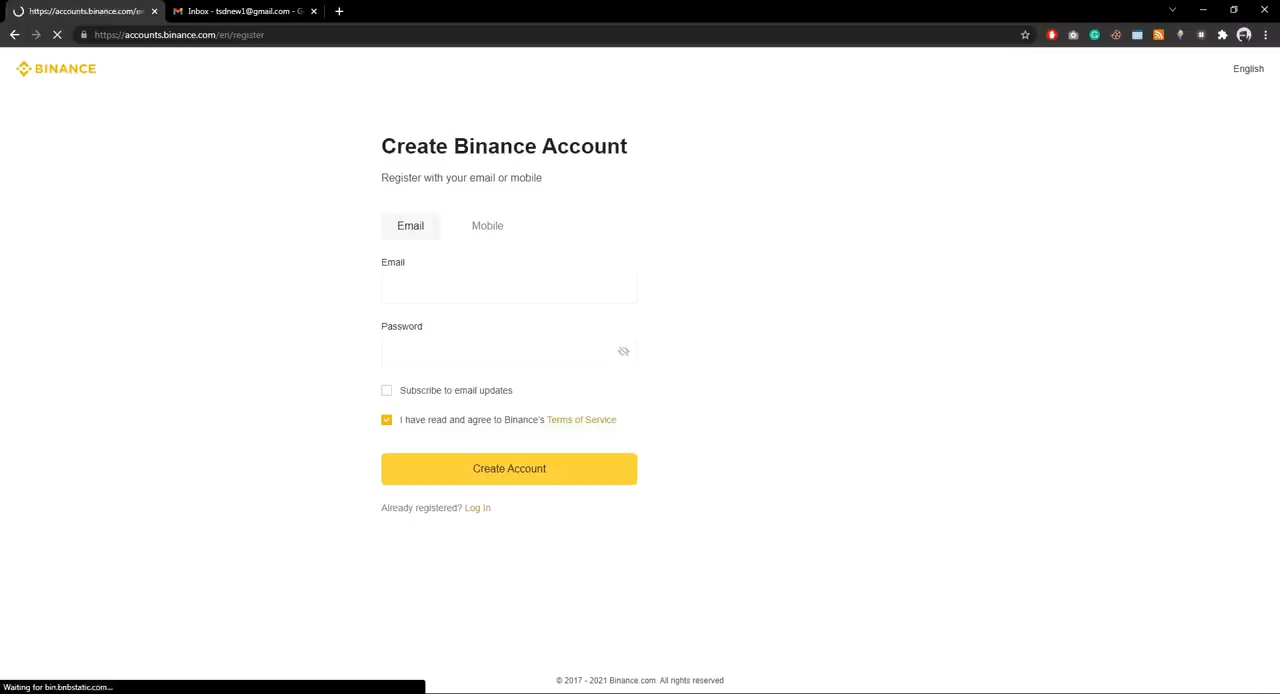 https://accounts.binance.com/en
Inbox - tsdnew1@gmail.com - G
https://accounts.binance.com/en/register
BINANCE
English
Create Binance Account
Register with your email or mobile
Email
Mobile
Email
Password
Subscribe to email updates
I have read and agree to Binance's Terms of Service
Create Account
Already registered? Log In
© 2017 - 2021 Binance.com. All rights reserved
Waiting for bin.bnbstatic.com...